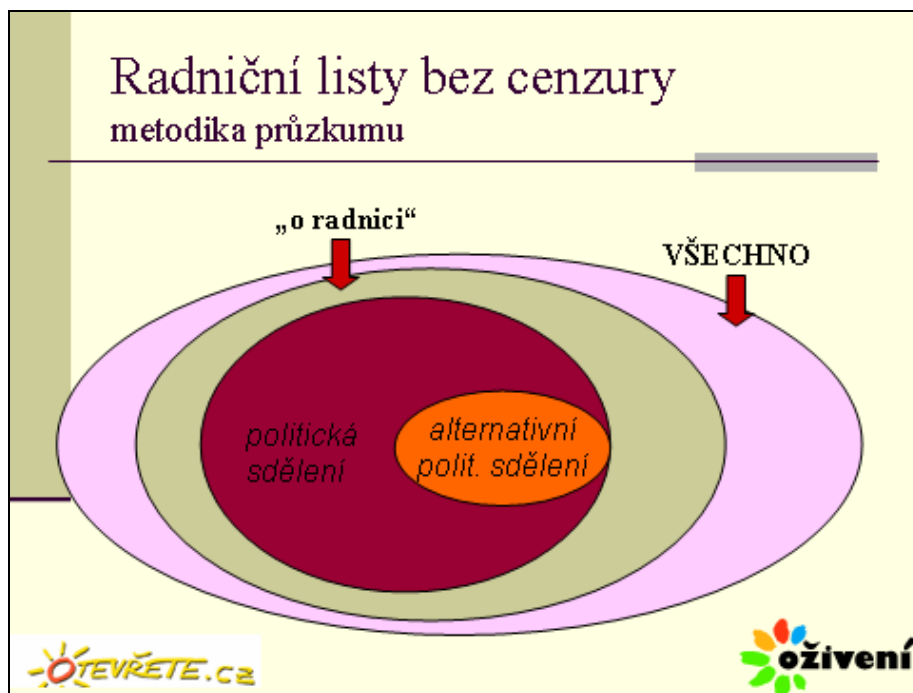 Radniční listy bez cenzury
metodika průzkumu
„o radnici“
VŠECHNO
politická
sdělení
alternativní
polit. sdělení
OTEVŘETE.cz
oživení